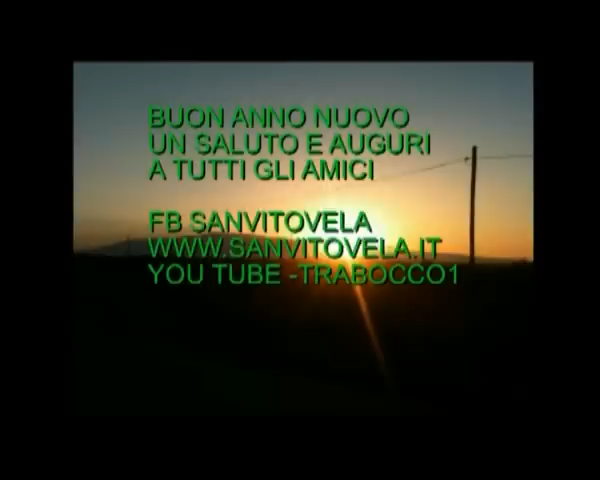 BUON ANNO NUOVO
UN SALUTO E AUGURI
A TUTTI GLI AMICI
FB SANVITOVELA
WWW.SANVITOVELA.IT
YOU TUBE -TRABOCCO1